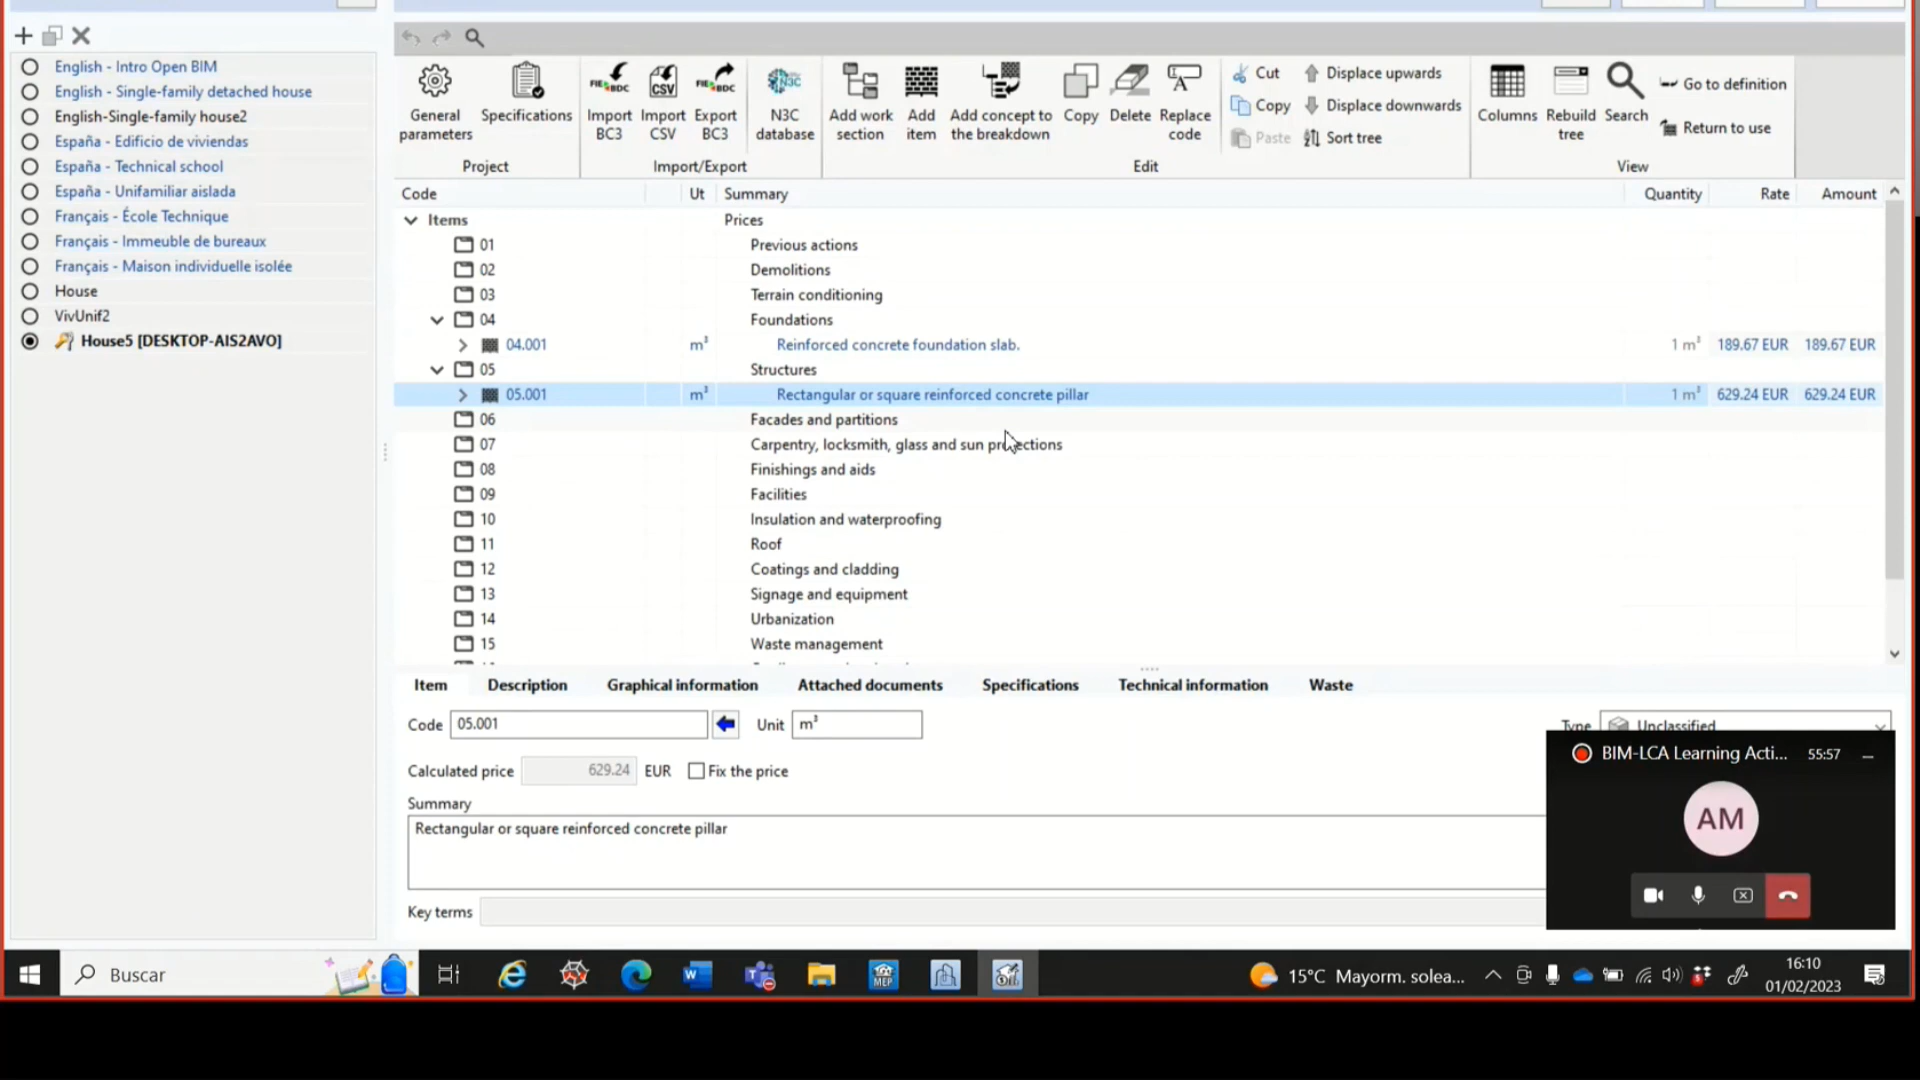 English - Intro Open BIM
English - Single-family detached house
English-Single-family house2
España - Edificio de viviendas
España - Technical school
España - Unifamiliar aislada
Français - École Technique
Français - Immeuble de bureaux
Français - Maison individuelle isolée
House
VivUnif2
House5 [DESKTOP-AIS2AVO]
General parameters
Specifications
Project
FIE-BDC
Import BC3
CSV
Import CSV
FIE-BDC
Export BC3
Import/Export
N3C
N3C database
Add work section
Add item
Add concept to the breakdown
Copy
Delete
Replace code
Cut
Copy
Paste
Displace upwards
Displace downwards
Sort tree
Edit
Columns
Rebuild tree
Search
Go to definition
Return to use
View
Code Ut Summary Quantity Rate Amount
Items Prices
01 Previous actions
02 Demolitions
03 Terrain conditioning
04 Foundations
04.001 m³ Reinforced concrete foundation slab. 1 m³ 189.67 EUR 189.67 EUR
05 Structures
05.001 m³ Rectangular or square reinforced concrete pillar 1 m³ 629.24 EUR 629.24 EUR
06 Facades and partitions
07 Carpentry, locksmith, glass and sun protections
08 Finishings and aids
09 Facilities
10 Insulation and waterproofing
11 Roof
12 Coatings and cladding
13 Signage and equipment
14 Urbanization
15 Waste management
Item Description Graphical information Attached documents Specifications Technical information Waste
Code 05.001 Unit m³ Type Unclassified
Calculated price 629.24 EUR Fix the price
Summary
Rectangular or square reinforced concrete pillar
Key terms
BIM-LCA Learning Acti... 55:57
AM
Buscar
MEP
15°C Mayorm. solea...
16:10
01/02/2023